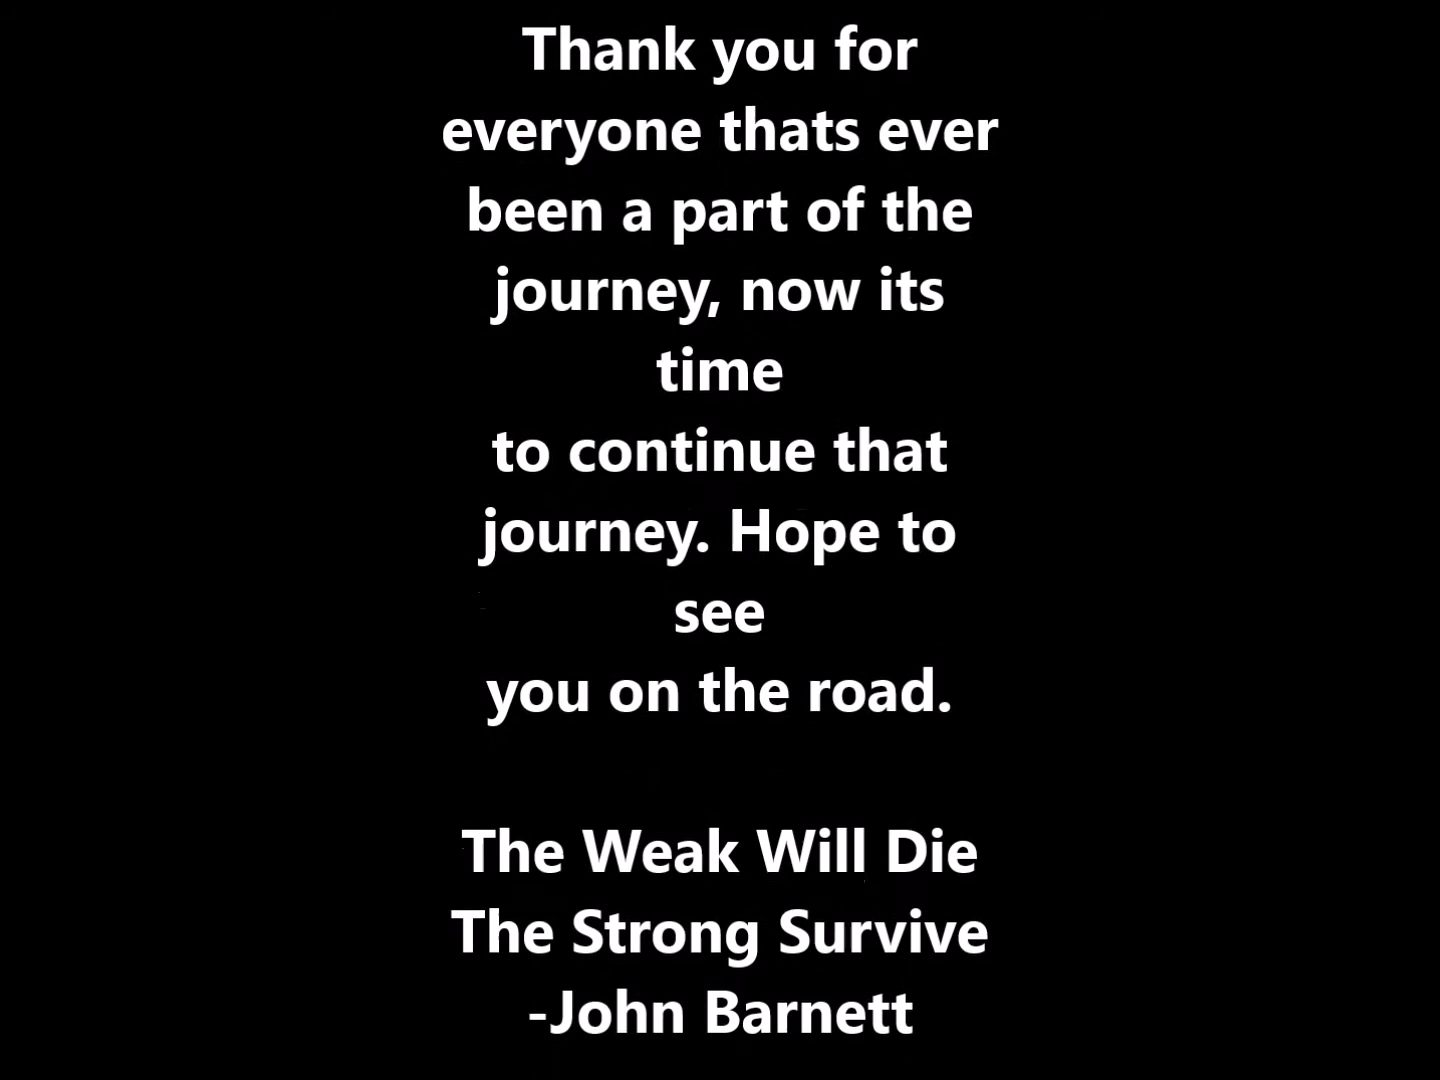 Thank you for
everyone thats ever
been a part of the
journey, now its
time
to continue that
journey. Hope to
see
you on the road.
The Weak Will Die
The Strong Survive
-John Barnett